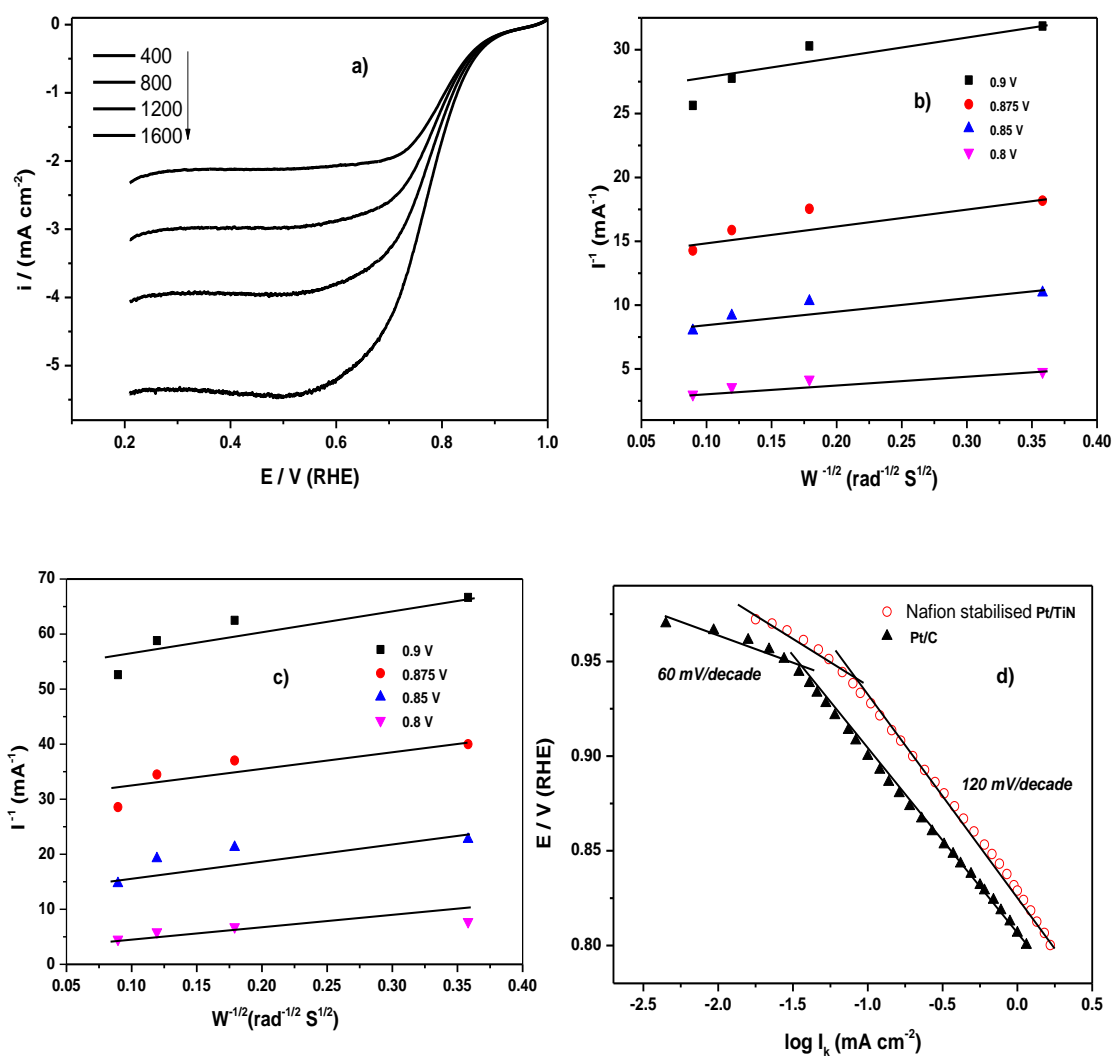 400
800
1200
1600
a)
0
-1
-2
-3
-4
-5
i / (mA cm-2)
0.2 0.4 0.6 0.8 1.0
E / V (RHE)
b)
0.9 V
0.875 V
0.85 V
0.8 V
30
25
20
15
10
5
I-1 (mA-1)
0.05 0.10 0.15 0.20 0.25 0.30 0.35 0.40
W -1/2 (rad-1/2 S1/2)
c)
0.9 V
0.875 V
0.85 V
0.8 V
70
60
50
40
30
20
10
0
I-1 (mA-1)
0.05 0.10 0.15 0.20 0.25 0.30 0.35 0.40
W-1/2(rad-1/2 S1/2)
Nafion stabilised Pt/TiN
Pt/C
d)
60 mV/decade
120 mV/decade
0.95
0.90
0.85
0.80
E / V (RHE)
-2.5 -2.0 -1.5 -1.0 -0.5 0.0
log Ik (mA cm-2)